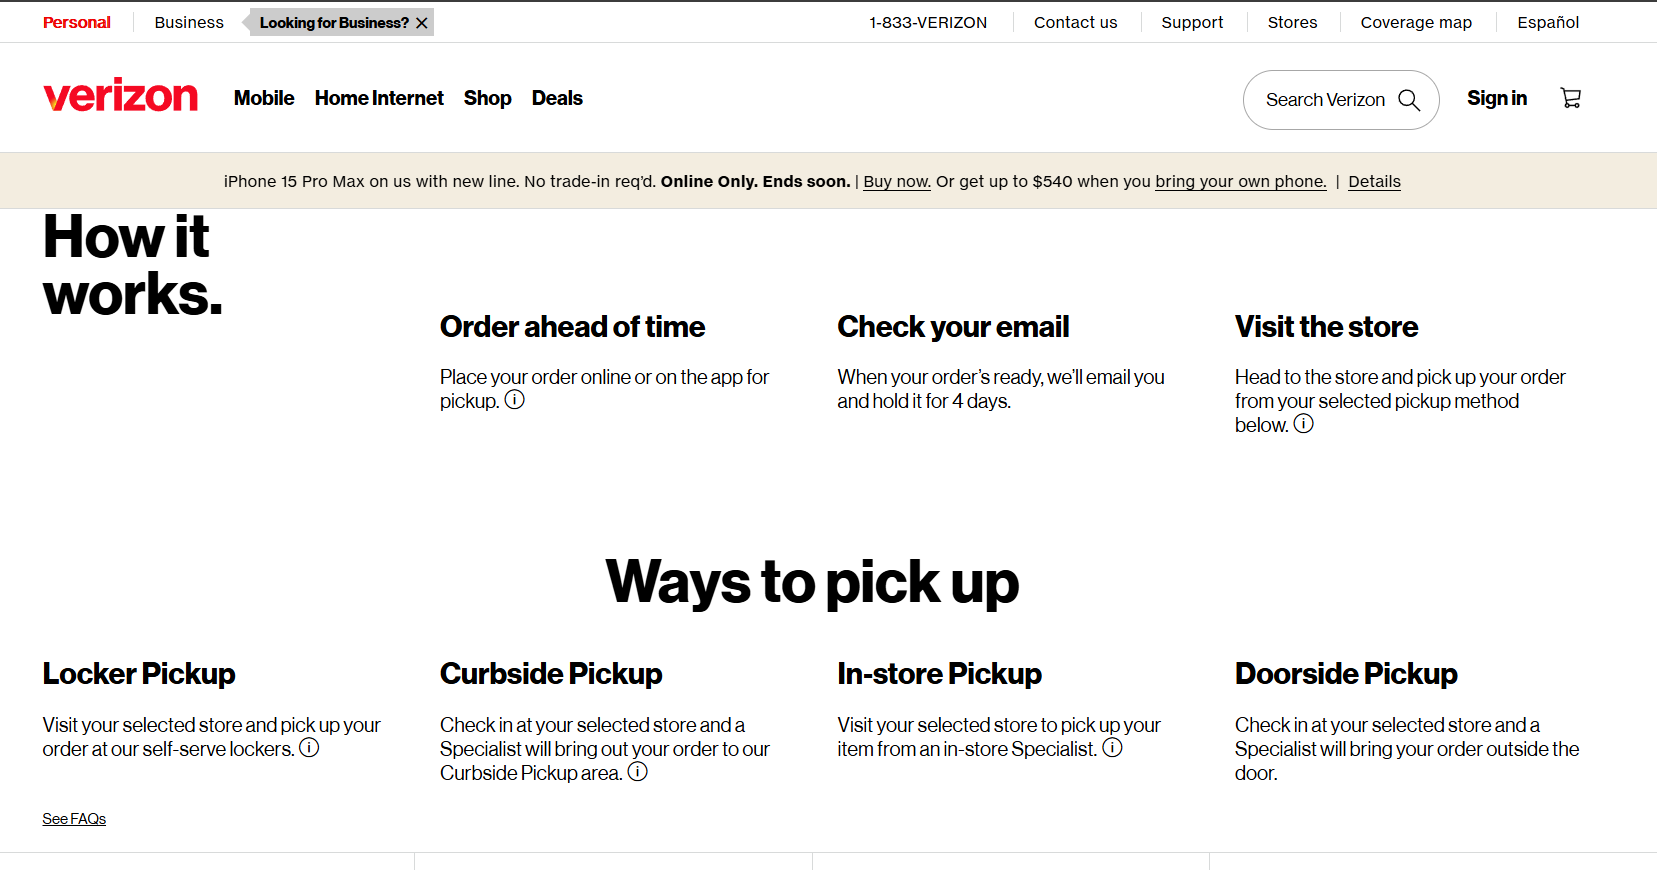 Personal Business Looking for Business? 1-833-VERIZON Contact us Support Stores Coverage map Español
verizon Mobile Home Internet Shop Deals Search Verizon Sign in
iPhone 15 Pro Max on us with new line. No trade-in req'd. Online Only. Ends soon. | Buy now. Or get up to $540 when you bring your own phone. | Details
How it
works.
Order ahead of time
Place your order online or on the app for
pickup.
Check your email
When your order's ready, we'll email you
and hold it for 4 days.
Visit the store
Head to the store and pick up your order
from your selected pickup method
below.
Ways to pick up
Locker Pickup
Visit your selected store and pick up your
order at our self-serve lockers.
Curbside Pickup
Check in at your selected store and a
Specialist will bring out your order to our
Curbside Pickup area.
In-store Pickup
Visit your selected store to pick up your
item from an in-store Specialist.
Doorside Pickup
Check in at your selected store and a
Specialist will bring your order outside the
door.
See FAQs